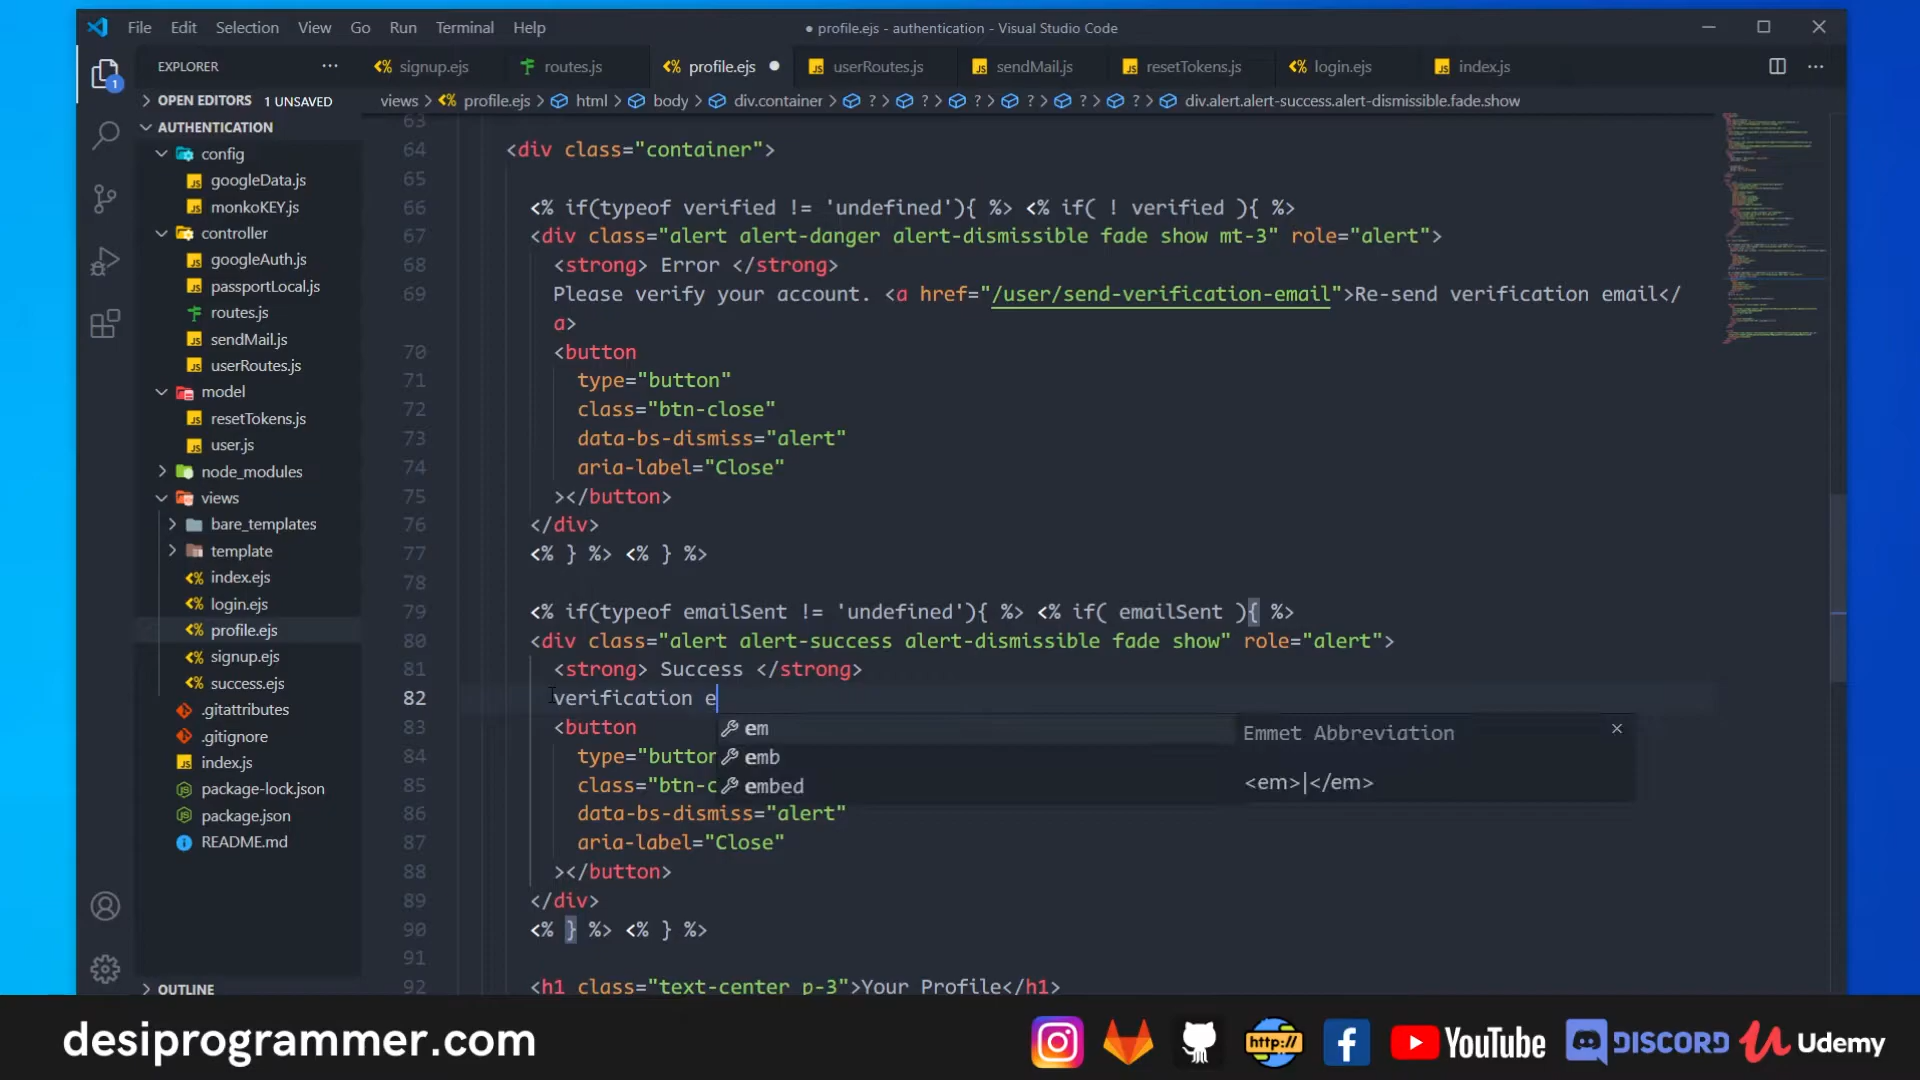 File Edit Selection View Go Run Terminal Help
● profile.ejs - authentication - Visual Studio Code
EXPLORER
signup.ejs routes.js profile.ejs userRoutes.js sendMail.js resetTokens.js login.ejs index.js
OPEN EDITORS 1 UNSAVED
views > profile.ejs > html > body > div.container > ? > ? > ? > ? > ? > ? > div.alert.alert-success.alert-dismissible.fade.show
AUTHENTICATION
config
googleData.js
monkoKEY.js
controller
googleAuth.js
passportLocal.js
routes.js
sendMail.js
userRoutes.js
model
resetTokens.js
user.js
node_modules
views
bare_templates
template
index.ejs
login.ejs
profile.ejs
signup.ejs
success.ejs
.gitattributes
.gitignore
index.js
package-lock.json
package.json
README.md
OUTLINE
1
63
64 <div class="container">
65
66 <% if(typeof verified != 'undefined'){ %> <% if( ! verified ){ %>
67 <div class="alert alert-danger alert-dismissible fade show mt-3" role="alert">
68 <strong> Error </strong>
69 Please verify your account. <a href="/user/send-verification-email">Re-send verification email</
a>
70 <button
71 type="button"
72 class="btn-close"
73 data-bs-dismiss="alert"
74 aria-label="Close"
75 ></button>
76 </div>
77 <% } %> <% } %>
78
79 <% if(typeof emailSent != 'undefined'){ %> <% if( emailSent ){ %>
80 <div class="alert alert-success alert-dismissible fade show" role="alert">
81 <strong> Success </strong>
82 verification e
83 <button
84 type="buttor
85 class="btn-c
86 data-bs-dismiss="alert"
87 aria-label="Close"
88 ></button>
89 </div>
90 <% } %> <% } %>
91
92 <h1 class="text-center p-3">Your Profile</h1>
em
emb
embed
Emmet Abbreviation
<em>|</em>
desiprogrammer.com
http://
YouTube
DISCORD
Udemy